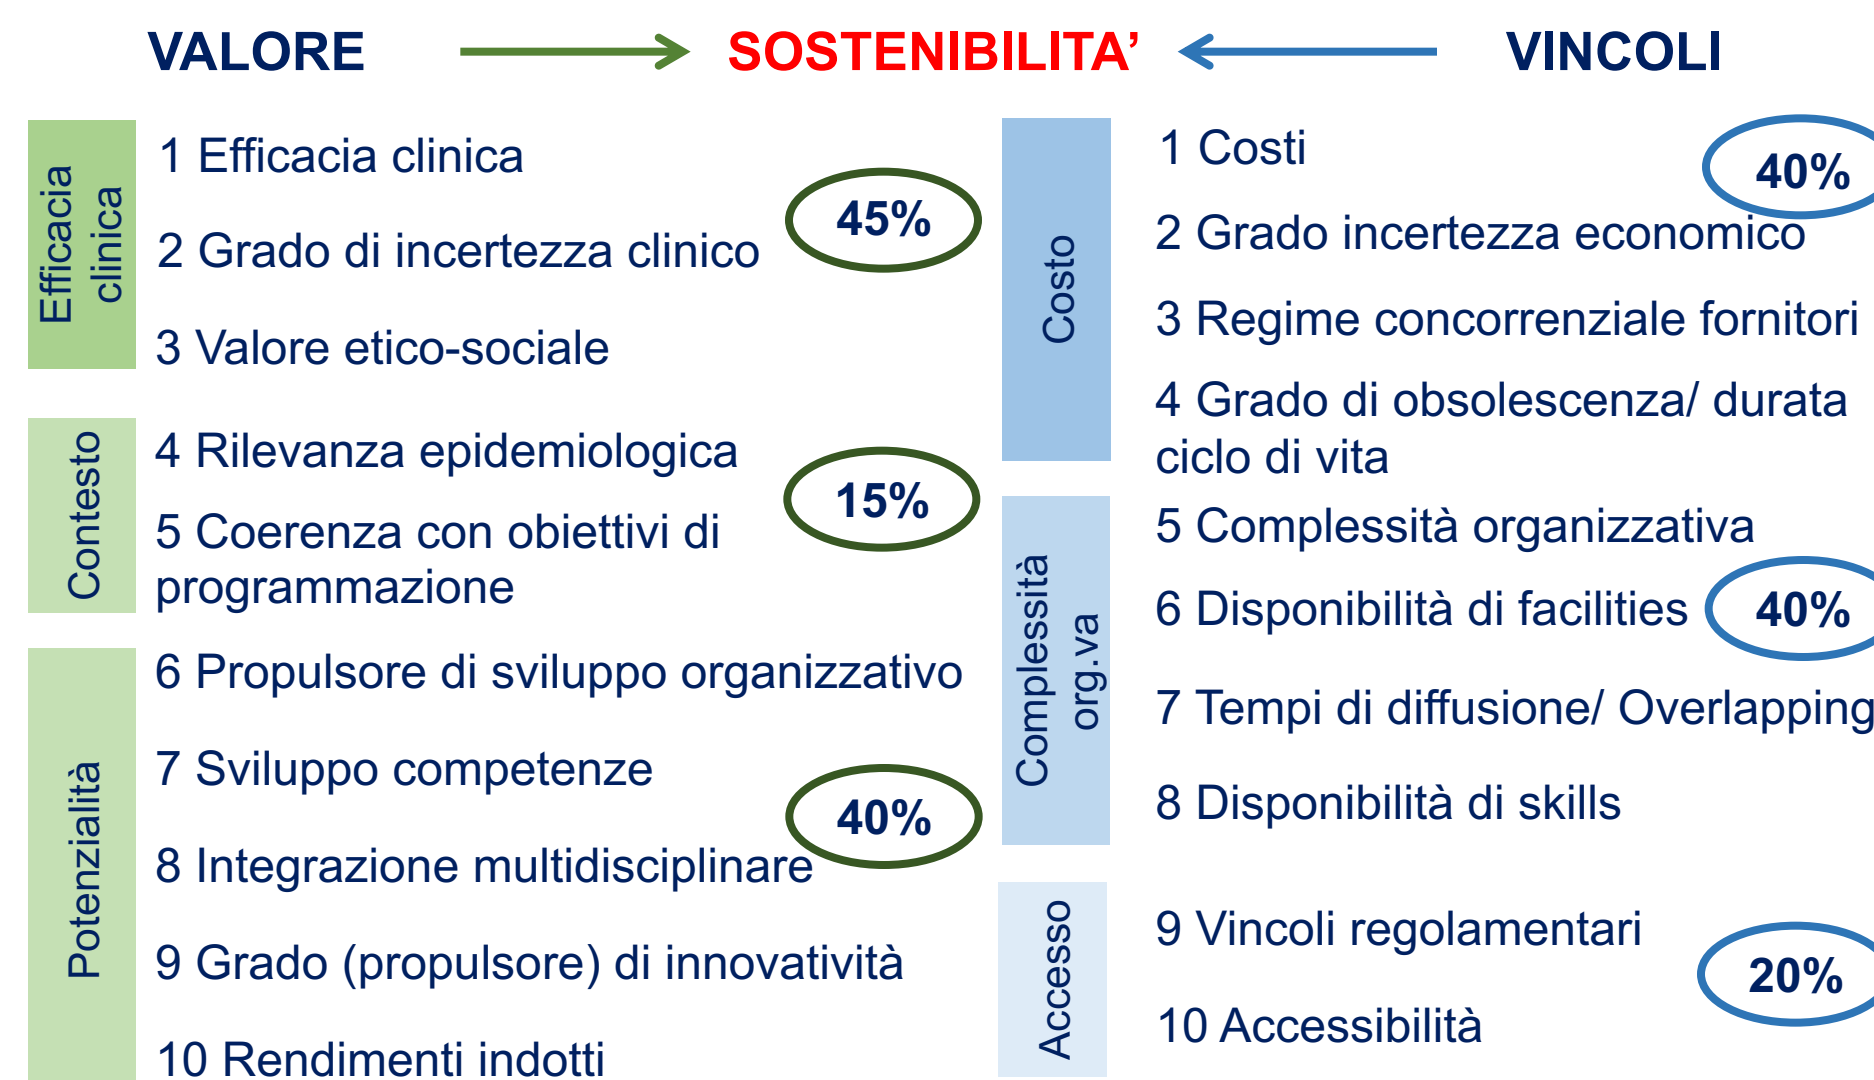 VALORE
SOSTENIBILITA’
VINCOLI
Efficacia
clinica
1 Efficacia clinica
2 Grado di incertezza clinico
3 Valore etico-sociale
45%
Contesto
4 Rilevanza epidemiologica
5 Coerenza con obiettivi di
programmazione
15%
Potenzialità
6 Propulsore di sviluppo organizzativo
7 Sviluppo competenze
8 Integrazione multidisciplinare
9 Grado (propulsore) di innovatività
10 Rendimenti indotti
40%
Costo
1 Costi
2 Grado incertezza economico
3 Regime concorrenziale fornitori
4 Grado di obsolescenza/ durata
ciclo di vita
40%
Complessità
org.va
5 Complessità organizzativa
6 Disponibilità di facilities
7 Tempi di diffusione/ Overlapping
8 Disponibilità di skills
40%
Accesso
9 Vincoli regolamentari
10 Accessibilità
20%